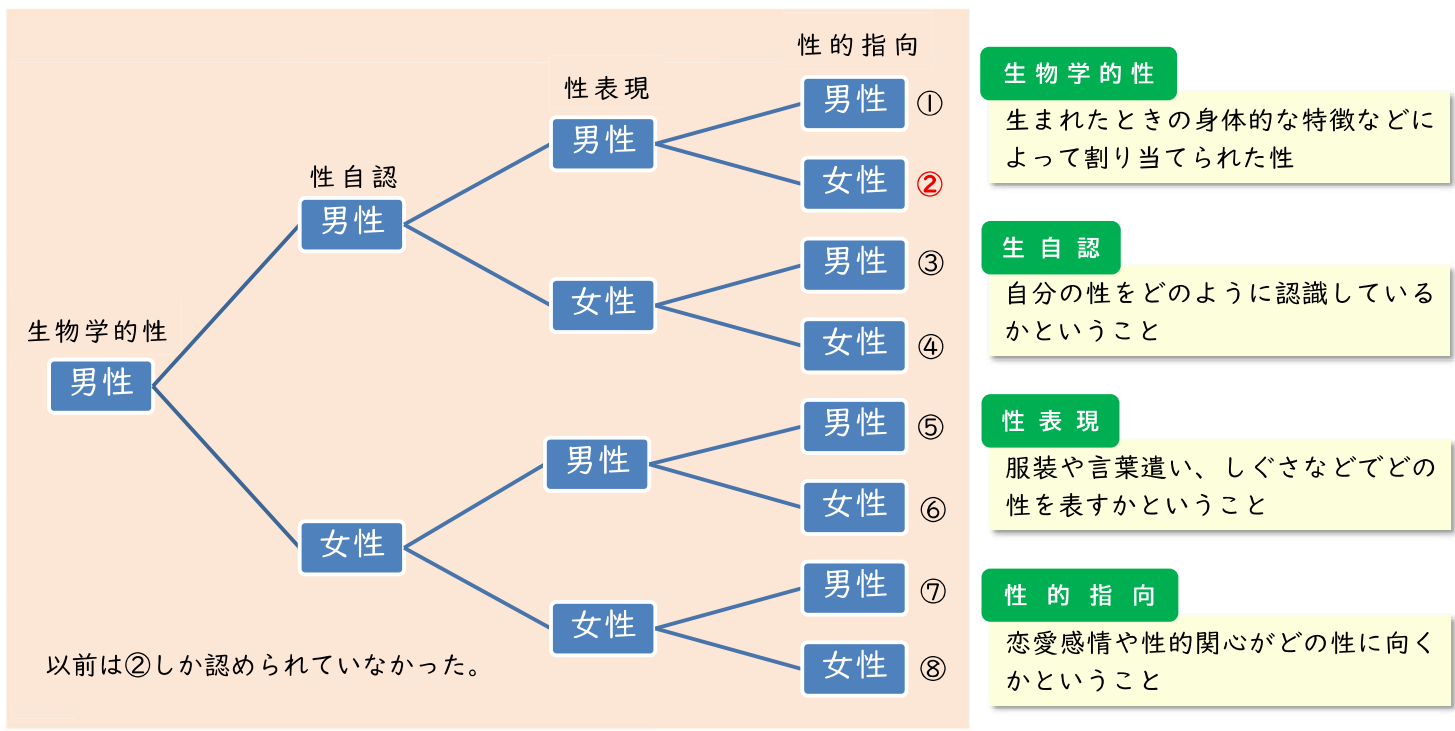 性的指向
男性 ①
性表現
男性
女性 ②
性自認
男性
男性 ③
女性
女性 ④
生物学的性
男性
男性 ⑤
男性
女性 ⑥
女性
男性 ⑦
女性
女性 ⑧
以前は②しか認められていなかった。
生物学的性
生まれたときの身体的な特徴などに
よって割り当てられた性
生自認
自分の性をどのように認識している
かということ
性表現
服装や言葉遣い、しぐさなどでどの
性を表すかということ
性的指向
恋愛感情や性的関心がどの性に向く
かということ